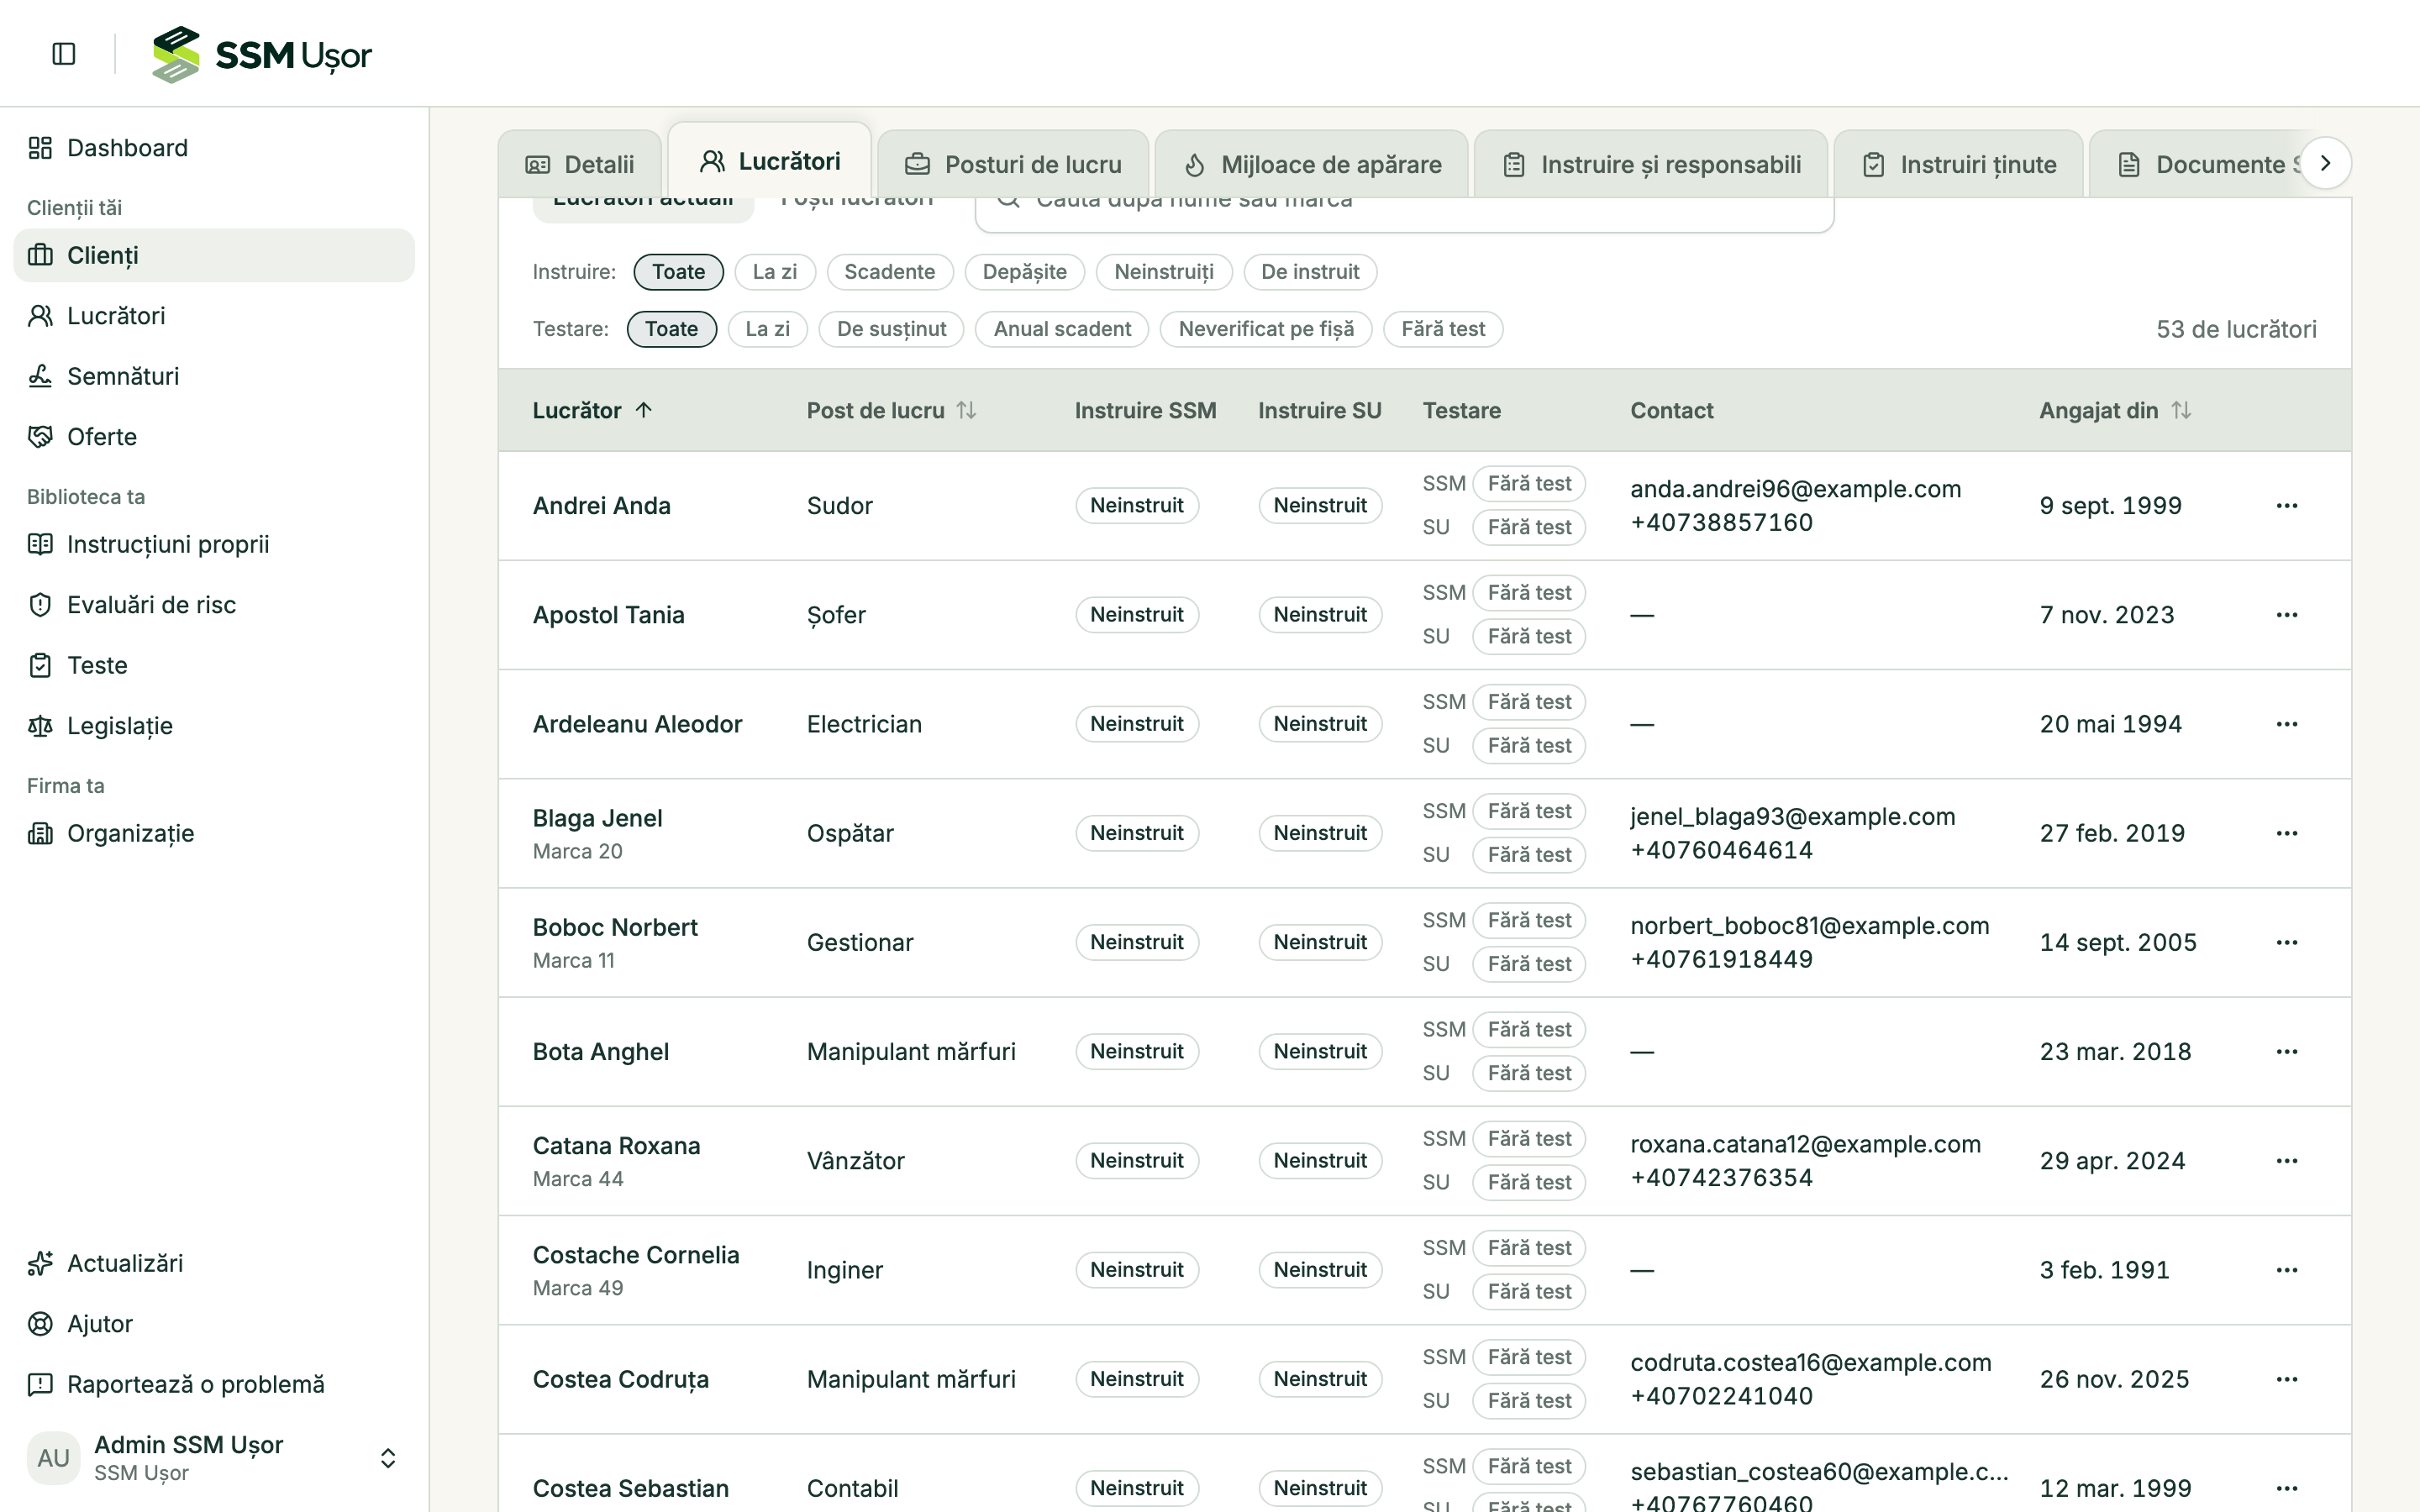 SSM Ușor
Dashboard
Clienții tăi
Clienți
Lucrători
Semnături
Oferte
Biblioteca ta
Instrucțiuni proprii
Evaluări de risc
Teste
Legislație
Firma ta
Organizație
Actualizări
Ajutor
Raportează o problemă
AU
Admin SSM Ușor
SSM Ușor
Detalii
Lucrători
Posturi de lucru
Mijloace de apărare
Instruire și responsabili
Instruiri ținute
Documente S
Lucrători actuali
Foști lucrători
Caută după nume sau marcă
Instruire: Toate La zi Scadente Depășite Neinstruiți De instruit
Testare: Toate La zi De susținut Anual scadent Neverificat pe fișă Fără test
53 de lucrători
Lucrător Post de lucru Instruire SSM Instruire SU Testare Contact Angajat din
Andrei Anda Sudor Neinstruit Neinstruit SSM Fără test SU Fără test anda.andrei96@example.com +40738857160 9 sept. 1999
Apostol Tania Șofer Neinstruit Neinstruit SSM Fără test SU Fără test — 7 nov. 2023
Ardeleanu Aleodor Electrician Neinstruit Neinstruit SSM Fără test SU Fără test — 20 mai 1994
Blaga Jenel Marca 20 Ospătar Neinstruit Neinstruit SSM Fără test SU Fără test jenel_blaga93@example.com +40760464614 27 feb. 2019
Boboc Norbert Marca 11 Gestionar Neinstruit Neinstruit SSM Fără test SU Fără test norbert_boboc81@example.com +40761918449 14 sept. 2005
Bota Anghel Manipulant mărfuri Neinstruit Neinstruit SSM Fără test SU Fără test — 23 mar. 2018
Catana Roxana Marca 44 Vânzător Neinstruit Neinstruit SSM Fără test SU Fără test roxana.catana12@example.com +40742376354 29 apr. 2024
Costache Cornelia Marca 49 Inginer Neinstruit Neinstruit SSM Fără test SU Fără test — 3 feb. 1991
Costea Codruța Manipulant mărfuri Neinstruit Neinstruit SSM Fără test SU Fără test codruta.costea16@example.com +40702241040 26 nov. 2025
Costea Sebastian Contabil Neinstruit Neinstruit SSM Fără test SU Fără test sebastian_costea60@example.c... +40767760460 12 mar. 1999